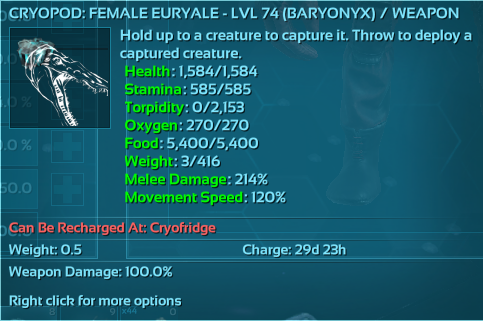 CRYOPOD: FEMALE EURYALE - LVL 74 (BARYONYX) / WEAPON
Hold up to a creature to capture it. Throw to deploy a
captured creature.
Health: 1,584/1,584
Stamina: 585/585
Torpidity: 0/2,153
Oxygen: 270/270
Food: 5,400/5,400
Weight: 3/416
Melee Damage: 214%
Movement Speed: 120%
Can Be Recharged At: Cryofridge
Weight: 0.5 Charge: 29d 23h
Weapon Damage: 100.0%
Right click for more options